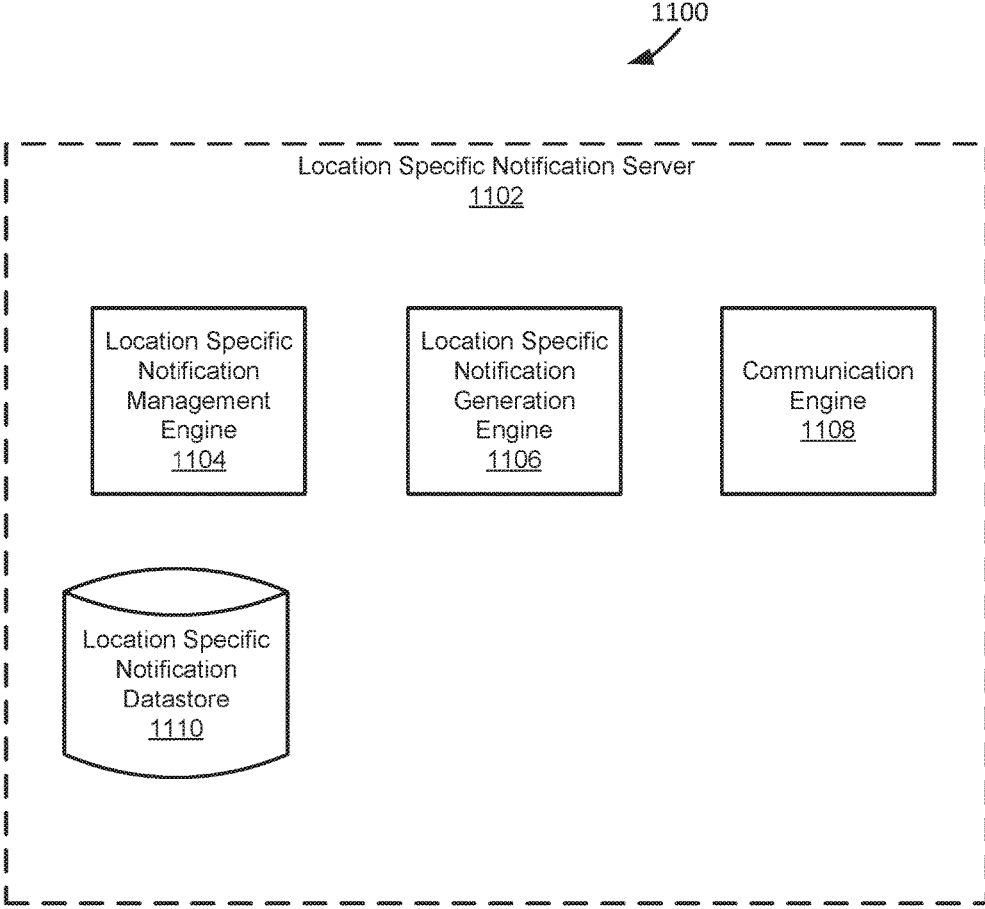 1100
Location Specific Notification Server
1102
Location Specific
Notification
Management
Engine
1104
Location Specific
Notification
Generation
Engine
1106
Communication
Engine
1108
Location Specific
Notification
Datastore
1110